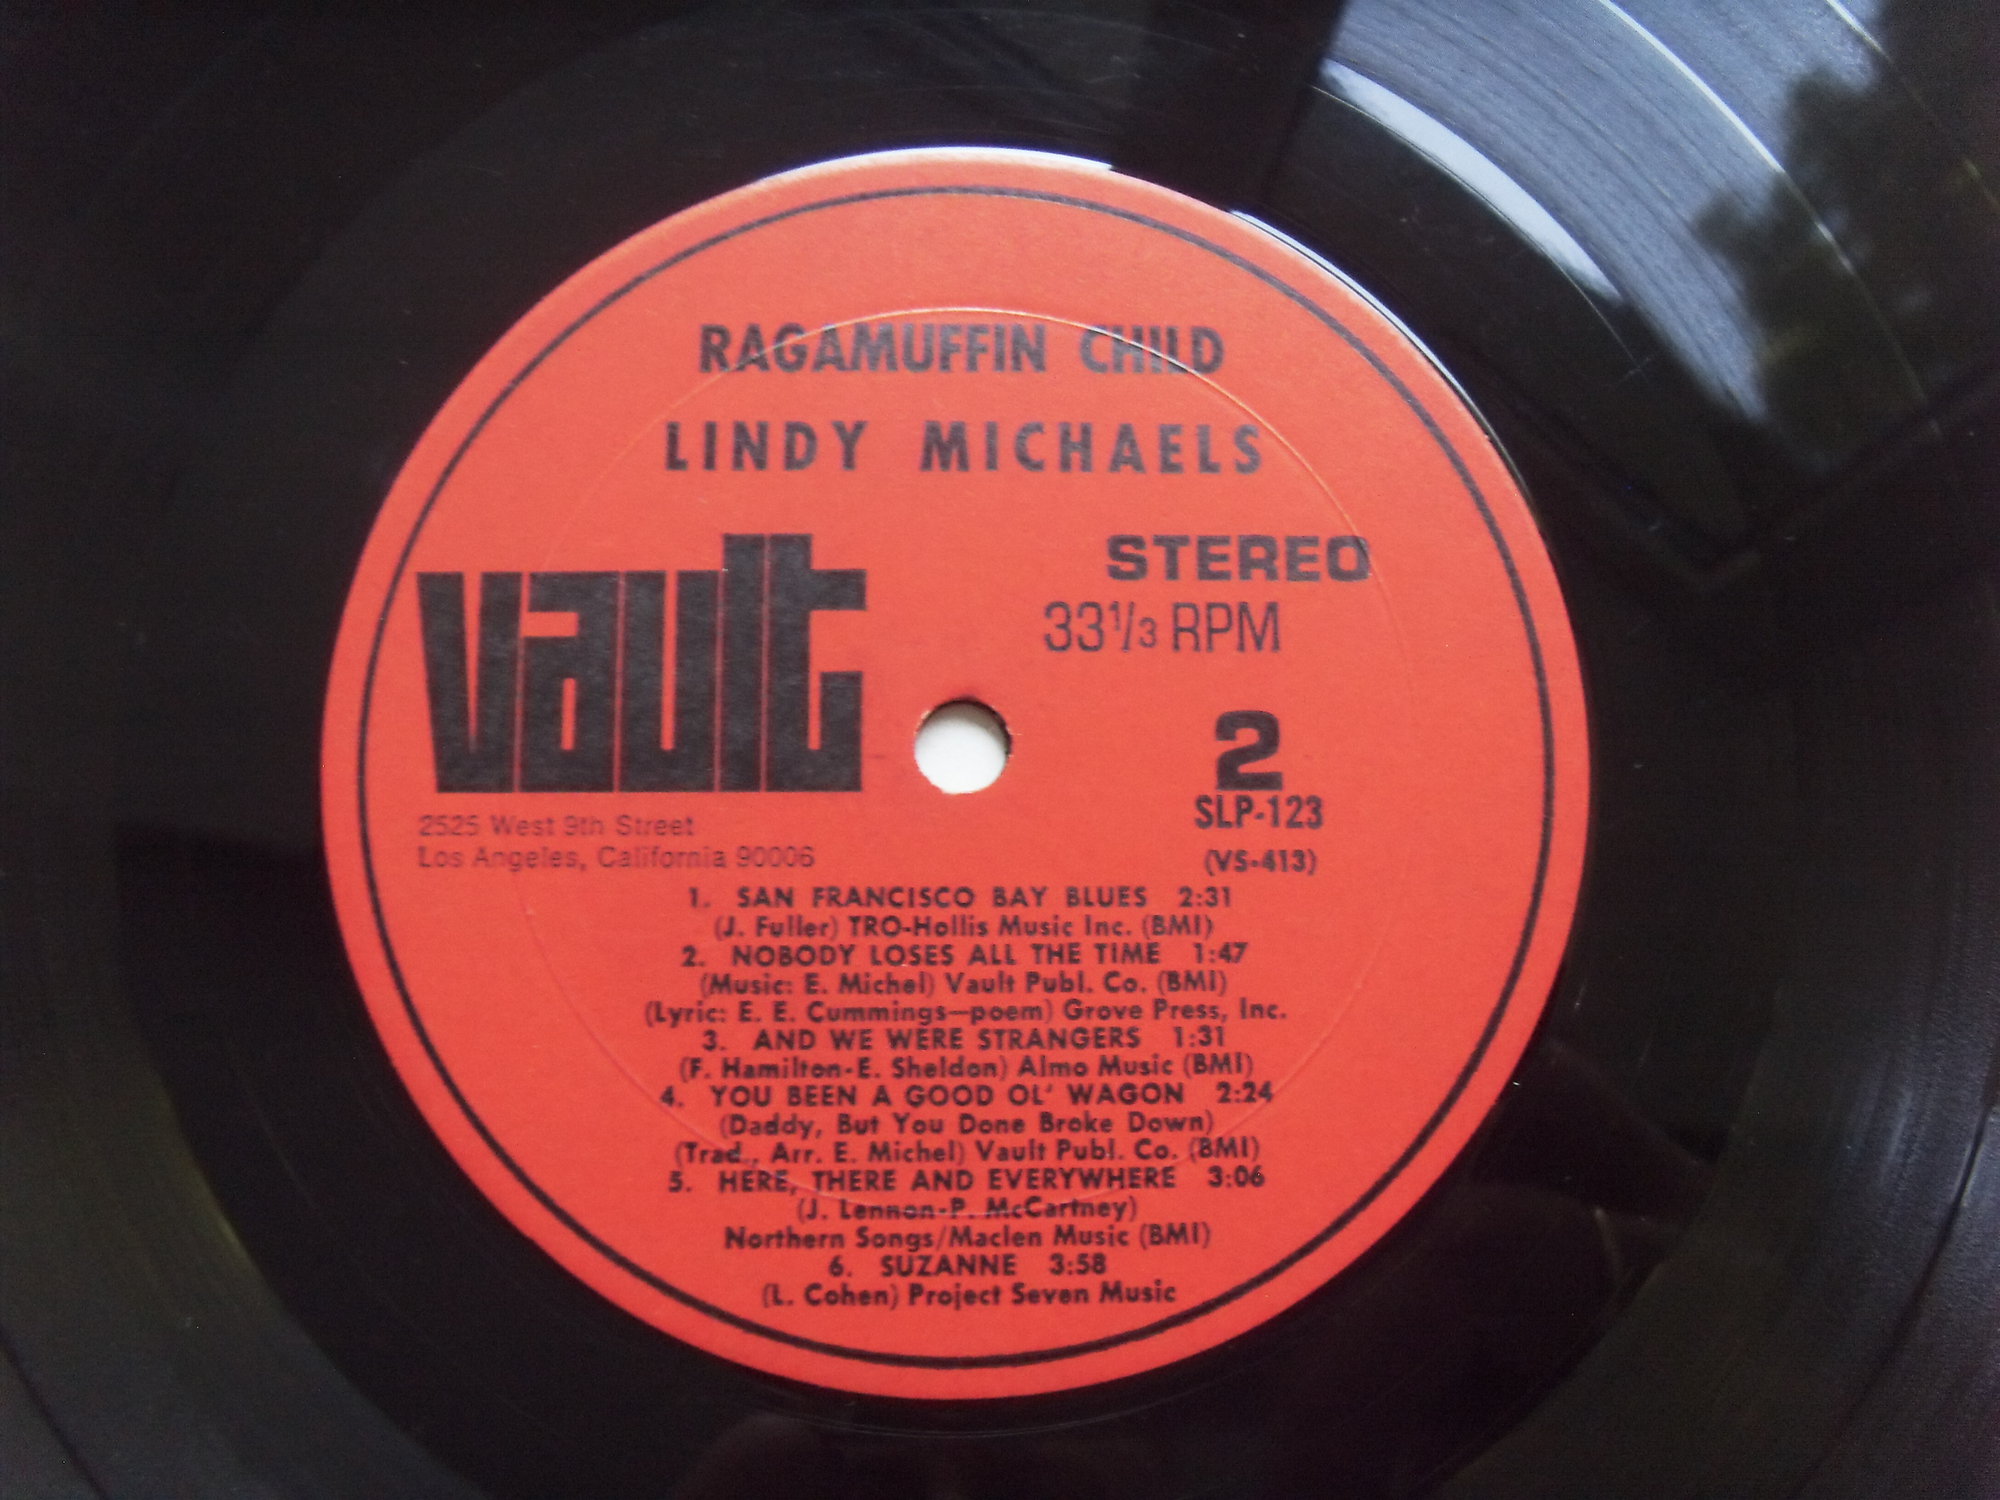 RAGAMUFFIN CHILD
LINDY MICHAELS
vault
STEREO
33 1/3 RPM
2
SLP-123
(VS-413)
2525 West 9th Street
Los Angeles, California 90006
1. SAN FRANCISCO BAY BLUES 2:31
(J. Fuller) TRO-Hollis Music Inc. (BMI)
2. NOBODY LOSES ALL THE TIME 1:47
(Music: E. Michel) Vault Publ. Co. (BMI)
(Lyric: E. E. Cummings—poem) Grove Press, Inc.
3. AND WE WERE STRANGERS 1:31
(F. Hamilton-E. Sheldon) Almo Music (BMI)
4. YOU BEEN A GOOD OL' WAGON 2:24
(Daddy, But You Done Broke Down)
(Trad., Arr. E. Michel) Vault Publ. Co. (BMI)
5. HERE, THERE AND EVERYWHERE 3:06
(J. Lennon-P. McCartney)
Northern Songs/Maclen Music (BMI)
6. SUZANNE 3:58
(L. Cohen) Project Seven Music